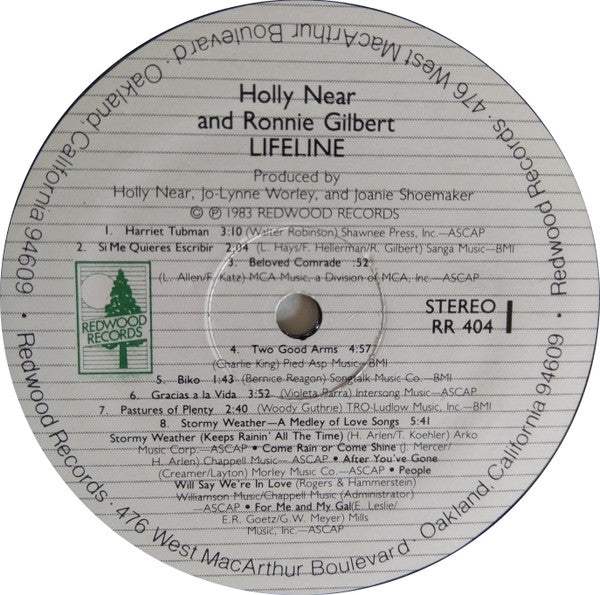 Redwood Records · 476 West MacArthur Boulevard · Oakland, California 94609 · Redwood Records · 476 West MacArthur Boulevard · Oakland, California 94609 ·
Holly Near
and Ronnie Gilbert
LIFELINE
Produced by
Holly Near, Jo-Lynne Worley, and Joanie Shoemaker
© ℗ 1983 REDWOOD RECORDS
1. Harriet Tubman 3:10 (Walter Robinson) Shawnee Press, Inc.—ASCAP
2. Si Me Quieres Escribir 2:04 (L. Hays/F. Hellerman/R. Gilbert) Sanga Music—BMI
3. Beloved Comrade :52
(L. Allen/F. Katz) MCA Music, a Division of MCA, Inc.—ASCAP
REDWOOD
RECORDS
STEREO
RR 404 1
4. Two Good Arms 4:57
(Charlie King) Pied Asp Music—BMI
5. Biko 1:43 (Bernice Reagon) Songtalk Music Co.—BMI
6. Gracias a la Vida 3:52 (Violeta Parra) Intersong Music—ASCAP
7. Pastures of Plenty 2:40 (Woody Guthrie) TRO-Ludlow Music, Inc.—BMI
8. Stormy Weather—A Medley of Love Songs 5:41
Stormy Weather (Keeps Rainin' All The Time) (H. Arlen/T. Koehler) Arko
Music Corp.—ASCAP • Come Rain or Come Shine (J. Mercer/
H. Arlen) Chappell Music—ASCAP • After You've Gone
(Creamer/Layton) Morley Music Co.—ASCAP • People
Will Say We're In Love (Rogers & Hammerstein)
Williamson Music/Chappell Music (Administrator)
—ASCAP • For Me and My Gal(E. Leslie/
E.R. Goetz/G.W. Meyer) Mills
Music, Inc.—ASCAP